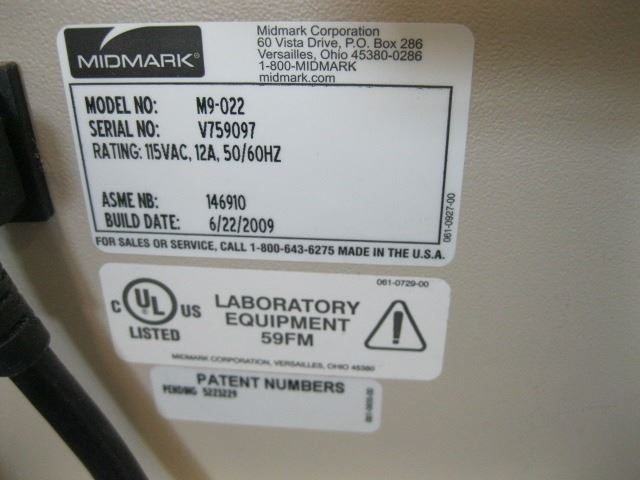 MIDMARK®
Midmark Corporation
60 Vista Drive, P.O. Box 286
Versailles, Ohio 45380-0286
1-800-MIDMARK
midmark.com
MODEL NO: M9-022
SERIAL NO: V759097
RATING: 115VAC, 12A, 50/60HZ
ASME NB: 146910
BUILD DATE: 6/22/2009
061-0927-00
FOR SALES OR SERVICE, CALL 1-800-643-6275 MADE IN THE U.S.A.
061-0729-00
C UL US
LISTED
®
LABORATORY
EQUIPMENT
59FM
!
MIDMARK CORPORATION, VERSAILLES, OHIO 45380
PATENT NUMBERS
PENDING 5223229